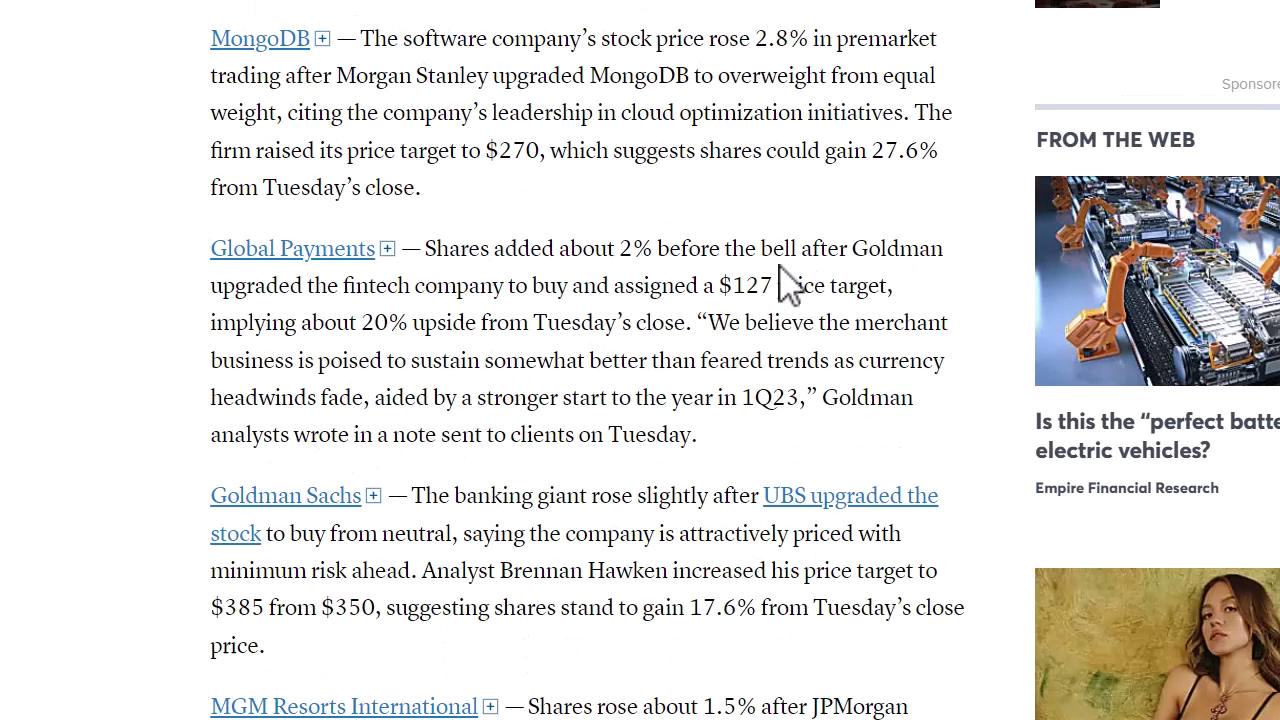 MongoDB — The software company’s stock price rose 2.8% in premarket
trading after Morgan Stanley upgraded MongoDB to overweight from equal
weight, citing the company’s leadership in cloud optimization initiatives. The
firm raised its price target to $270, which suggests shares could gain 27.6%
from Tuesday’s close.
Global Payments — Shares added about 2% before the bell after Goldman
upgraded the fintech company to buy and assigned a $127 price target,
implying about 20% upside from Tuesday’s close. “We believe the merchant
business is poised to sustain somewhat better than feared trends as currency
headwinds fade, aided by a stronger start to the year in 1Q23,” Goldman
analysts wrote in a note sent to clients on Tuesday.
Goldman Sachs — The banking giant rose slightly after UBS upgraded the
stock to buy from neutral, saying the company is attractively priced with
minimum risk ahead. Analyst Brennan Hawken increased his price target to
$385 from $350, suggesting shares stand to gain 17.6% from Tuesday’s close
price.
MGM Resorts International — Shares rose about 1.5% after JPMorgan
Sponsore
FROM THE WEB
Is this the “perfect batte
electric vehicles?
Empire Financial Research